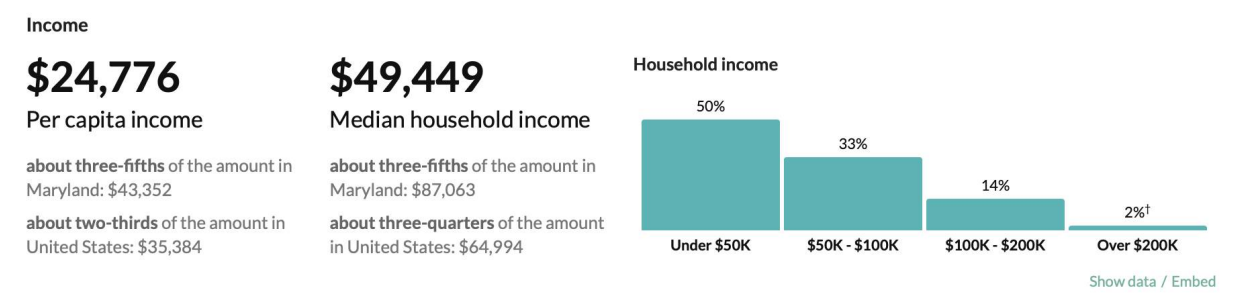 Income
$24,776
Per capita income
about three-fifths of the amount in
Maryland: $43,352
about two-thirds of the amount in
United States: $35,384
$49,449
Median household income
about three-fifths of the amount in
Maryland: $87,063
about three-quarters of the amount
in United States: $64,994
Household income
50%
33%
14%
2%†
Under $50K
$50K - $100K
$100K - $200K
Over $200K
Show data / Embed